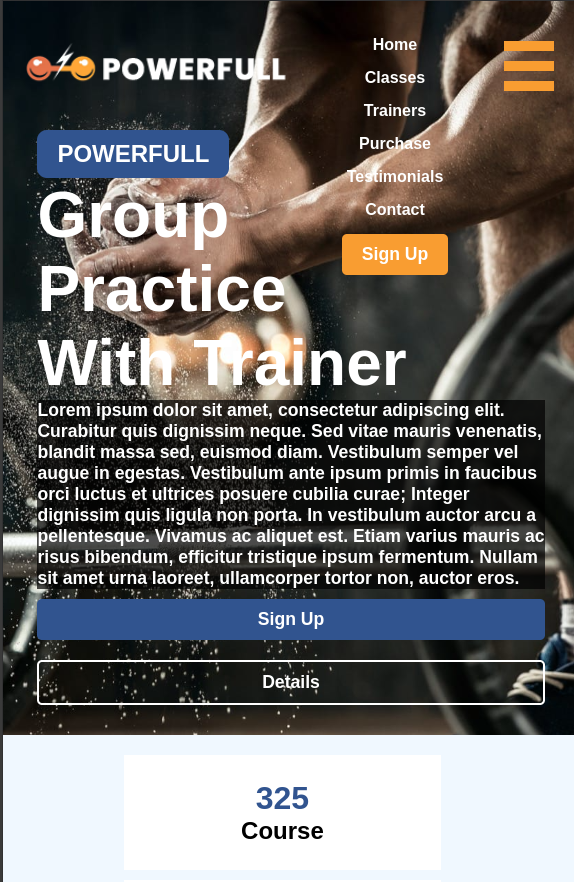 POWERFULL
Home
Classes
Trainers
Purchase
Testimonials
Contact
Sign Up
POWERFULL
Group
Practice
With Trainer
Lorem ipsum dolor sit amet, consectetur adipiscing elit.
Curabitur quis dignissim neque. Sed vitae mauris venenatis,
blandit massa sed, euismod diam. Vestibulum semper vel
augue in egestas. Vestibulum ante ipsum primis in faucibus
orci luctus et ultrices posuere cubilia curae; Integer
dignissim quis ligula non porta. In vestibulum auctor arcu a
pellentesque. Vivamus ac aliquet est. Etiam varius mauris ac
risus bibendum, efficitur tristique ipsum fermentum. Nullam
sit amet urna laoreet, ullamcorper tortor non, auctor eros.
Sign Up
Details
325
Course